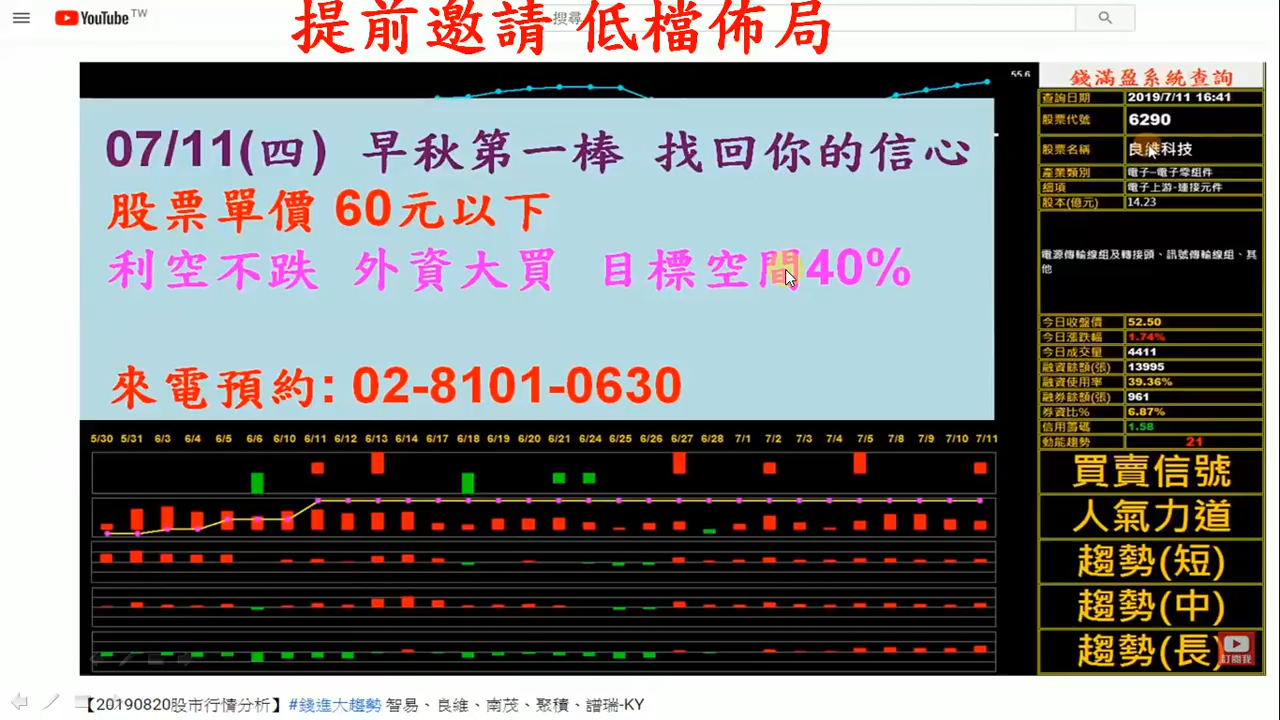 YouTube TW
搜尋
提前邀請 低檔佈局
55.6
錢滿盈系統查詢
查詢日期 2019/7/11 16:41
股票代號 6290
股票名稱 良維科技
產業類別 電子–電子零組件
細項 電子上游-連接元件
股本(億元) 14.23
電源傳輸線組及轉接頭、訊號傳輸線組、其他
今日收盤價 52.50
今日漲跌幅 1.74%
今日成交量 4411
融資餘額(張) 13995
融資使用率 39.36%
融券餘額(張) 961
券資比% 6.87%
信用籌碼 1.58
動能趨勢 21
買賣信號
人氣力道
趨勢(短)
趨勢(中)
趨勢(長)
訂閱我
07/11(四) 早秋第一棒 找回你的信心
股票單價 60元以下
利空不跌 外資大買 目標空間40%
來電預約: 02-8101-0630
5/30 5/31 6/3 6/4 6/5 6/6 6/10 6/11 6/12 6/13 6/14 6/17 6/18 6/19 6/20 6/21 6/24 6/25 6/26 6/27 6/28 7/1 7/2 7/3 7/4 7/5 7/8 7/9 7/10 7/11
【20190820股市行情分析】#錢進大趨勢 智易、良維、南茂、聚積、譜瑞-KY